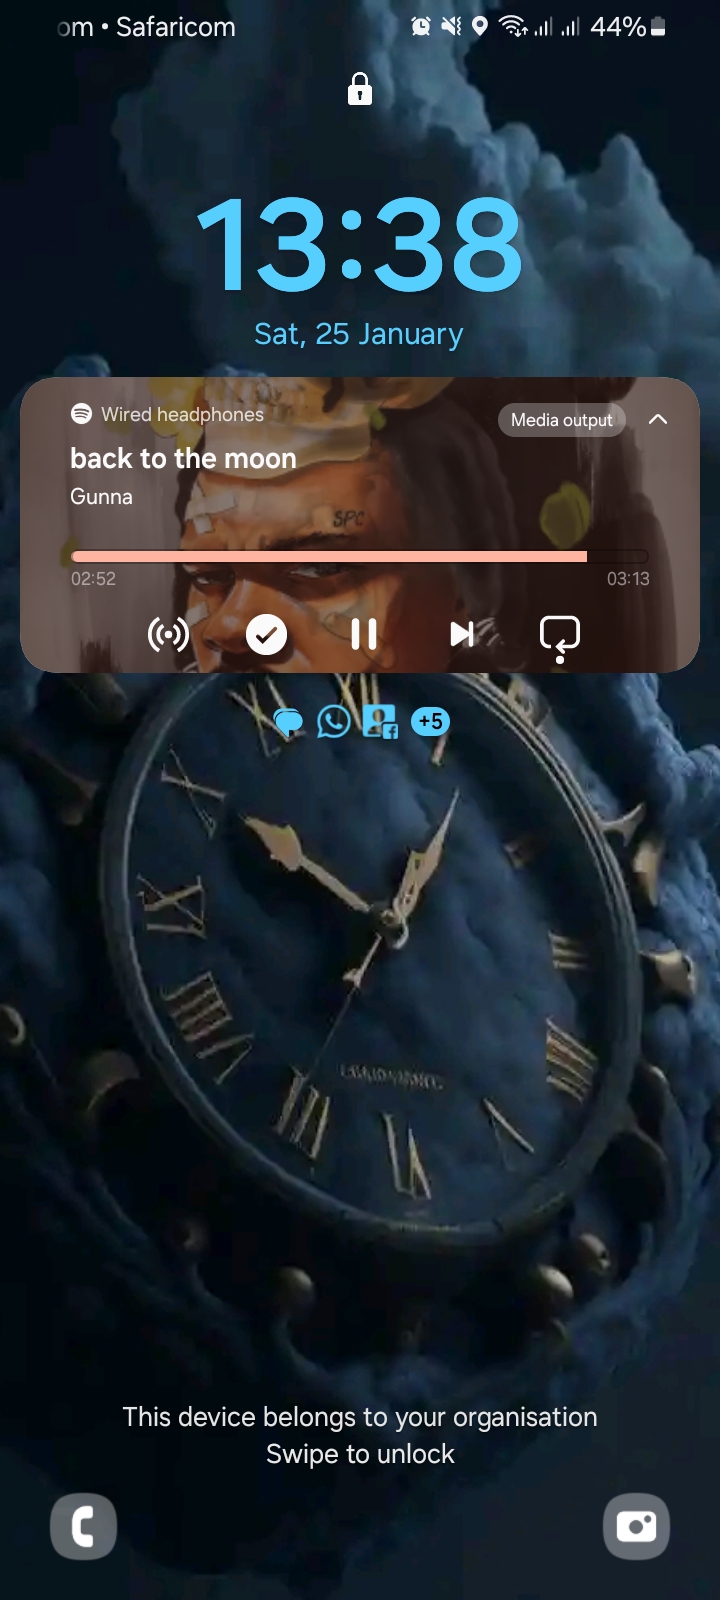 om • Safaricom
44%
13:38
Sat, 25 January
Wired headphones
Media output
back to the moon
Gunna
SPC
02:52
03:13
+5
This device belongs to your organisation
Swipe to unlock